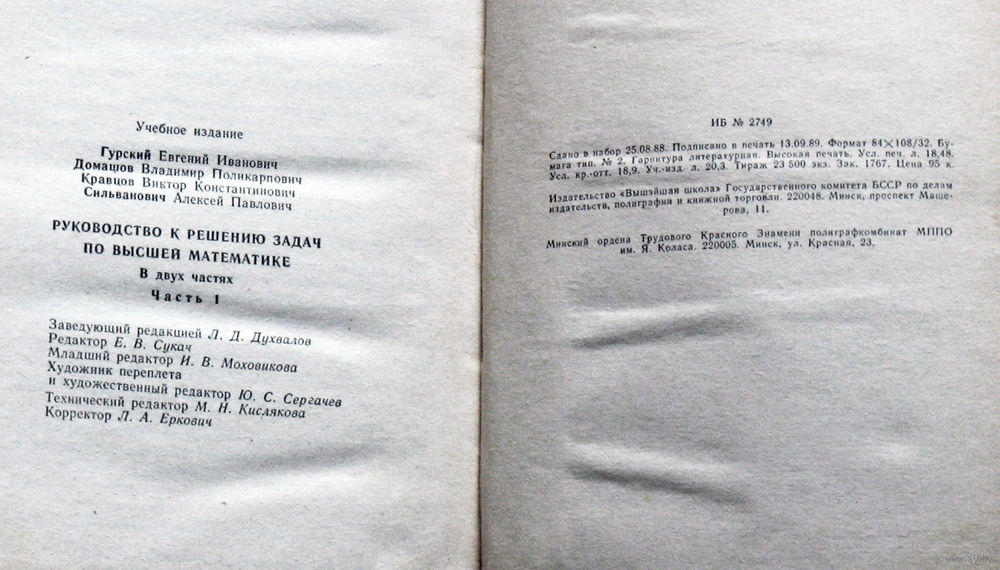 Учебное издание
Гурский Евгений Иванович
Домашов Владимир Поликарпович
Кравцов Виктор Константинович
Сильванович Алексей Павлович
РУКОВОДСТВО К РЕШЕНИЮ ЗАДАЧ
ПО ВЫСШЕЙ МАТЕМАТИКЕ
В двух частях
Часть 1
Заведующий редакцией Л. Д. Духвалов
Редактор Е. В. Сукач
Младший редактор И. В. Моховикова
Художник переплета
и художественный редактор Ю. С. Сергачев
Технический редактор М. Н. Кислякова
Корректор Л. А. Еркович
ИБ № 2749
Сдано в набор 25.08.88. Подписано в печать 13.09.89. Формат 84×108/32. Бу-
мага тип. № 2. Гарнитура литературная. Высокая печать. Усл. печ. л. 18,48.
Усл. кр.-отт. 18,9. Уч.-изд. л. 20,3. Тираж 23 500 экз. Зак. 1767. Цена 95 к.
Издательство «Вышэйшая школа» Государственного комитета БССР по делам
издательств, полиграфии и книжной торговли. 220048. Минск, проспект Маше-
рова, 11.
Минский ордена Трудового Красного Знамени полиграфкомбинат МППО
им. Я. Коласа. 220005. Минск, ул. Красная, 23.
www.ay.by